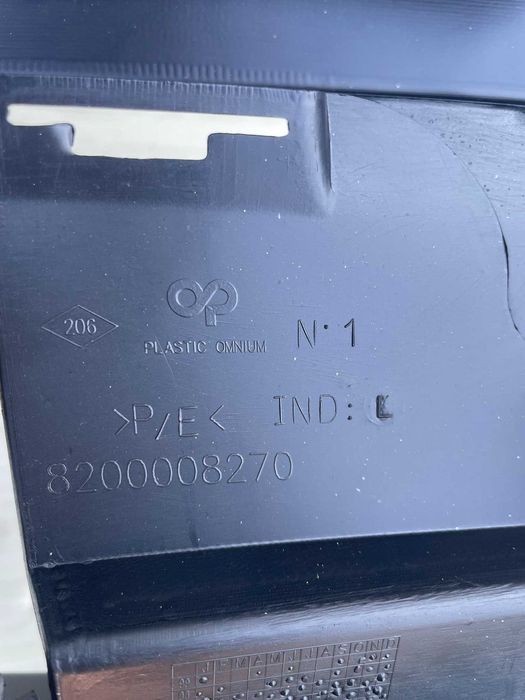 206
PLASTIC OMNIUM
N·1
>P/E<
IND: L
8200008270
J F M A M J J A S O N D